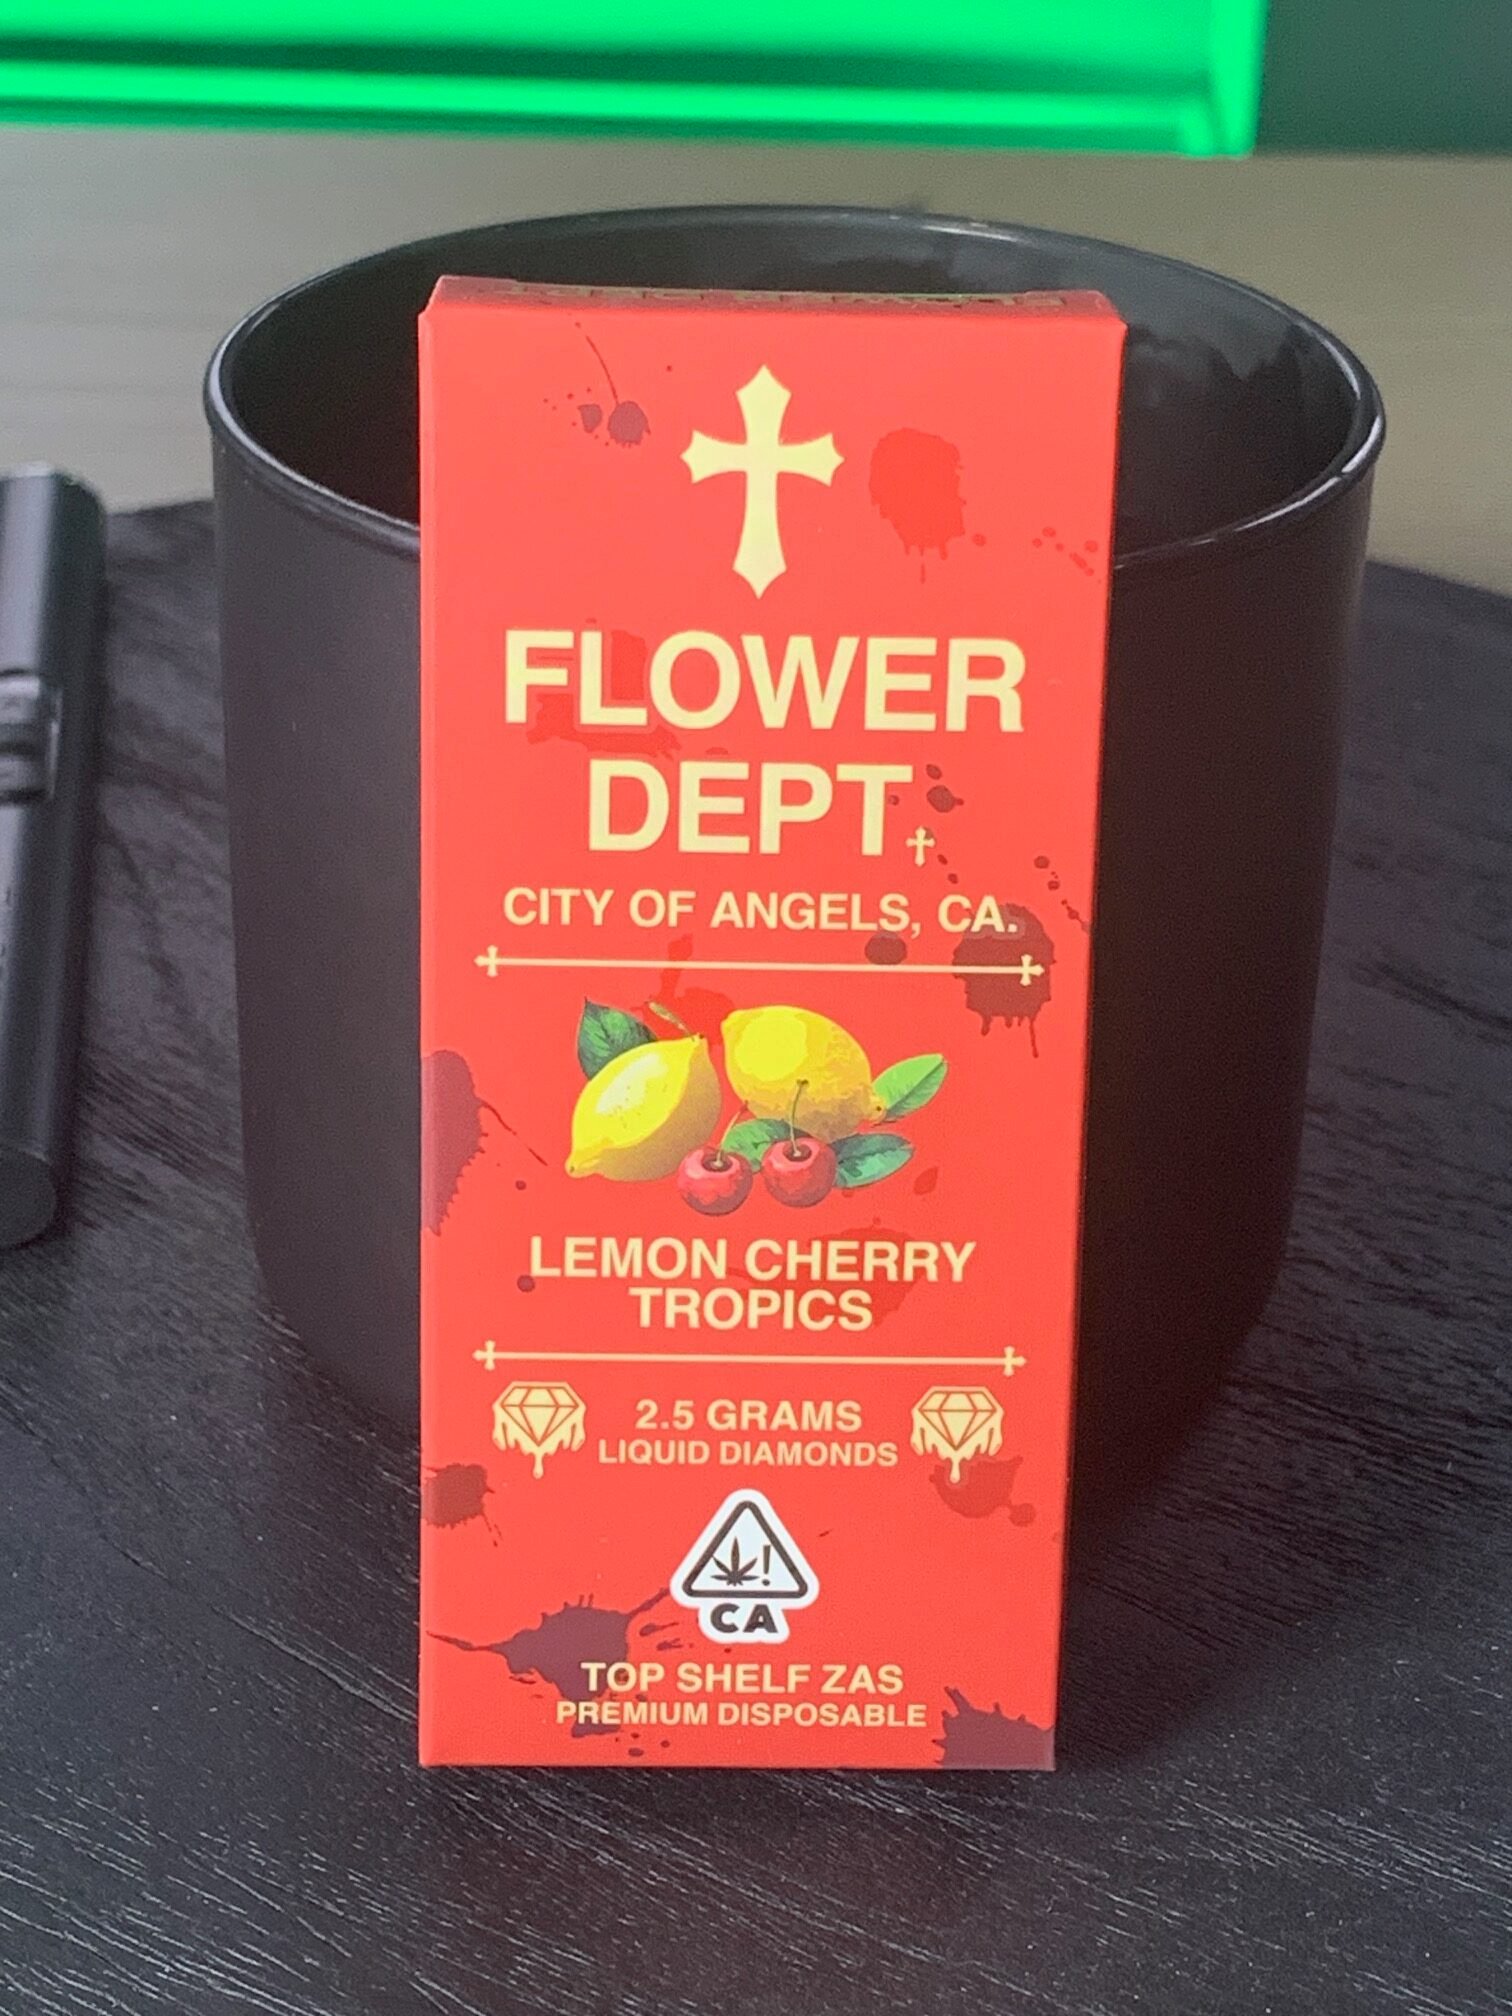 FLOWER
DEPT
CITY OF ANGELS, CA.
LEMON CHERRY
TROPICS
2.5 GRAMS
LIQUID DIAMONDS
!
CA
TOP SHELF ZAS
PREMIUM DISPOSABLE